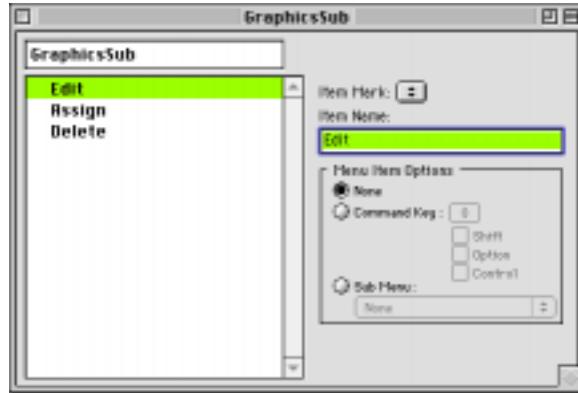 GraphicsSub
GraphicsSub
Edit
Assign
Delete
Item Mark:
Item Name:
Edit
Menu Item Options
None
Command Key: 0
Shift
Option
Control
Sub Menu:
None